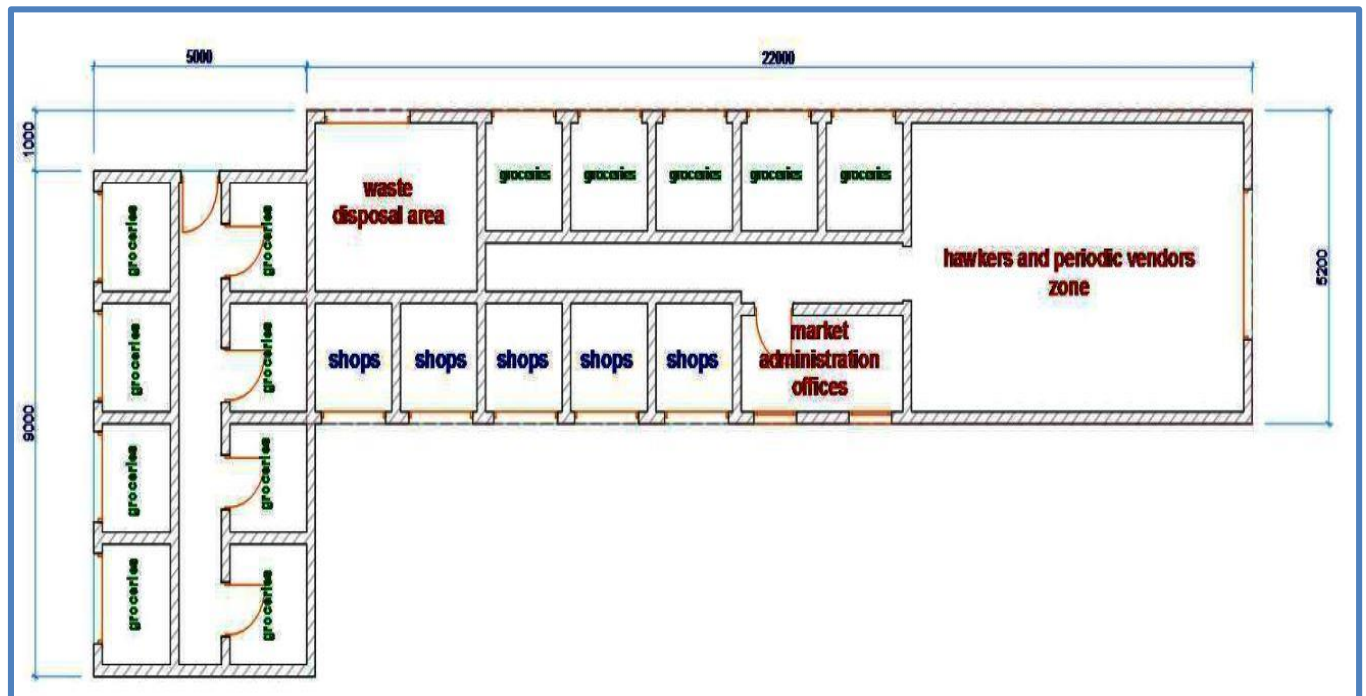 5000
22000
1000
9000
5200
groceries
groceries
groceries
groceries
groceries
waste
disposal area
hawkers and periodic vendors
zone
groceries
groceries
groceries
groceries
groceries
groceries
groceries
groceries
shops
shops
shops
shops
shops
market
administration
offices